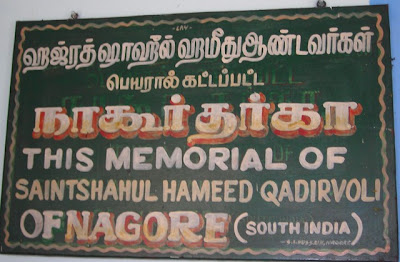 ஹஜ்ரத் ஷாஹுல் ஹமீது ஆண்டவர்கள்
பெயரால் கட்டப்பட்ட
நாகூர் தர்கா
THIS MEMORIAL OF
SAINTSHAHUL HAMEED QADIRVOLI
OF NAGORE (SOUTH INDIA)